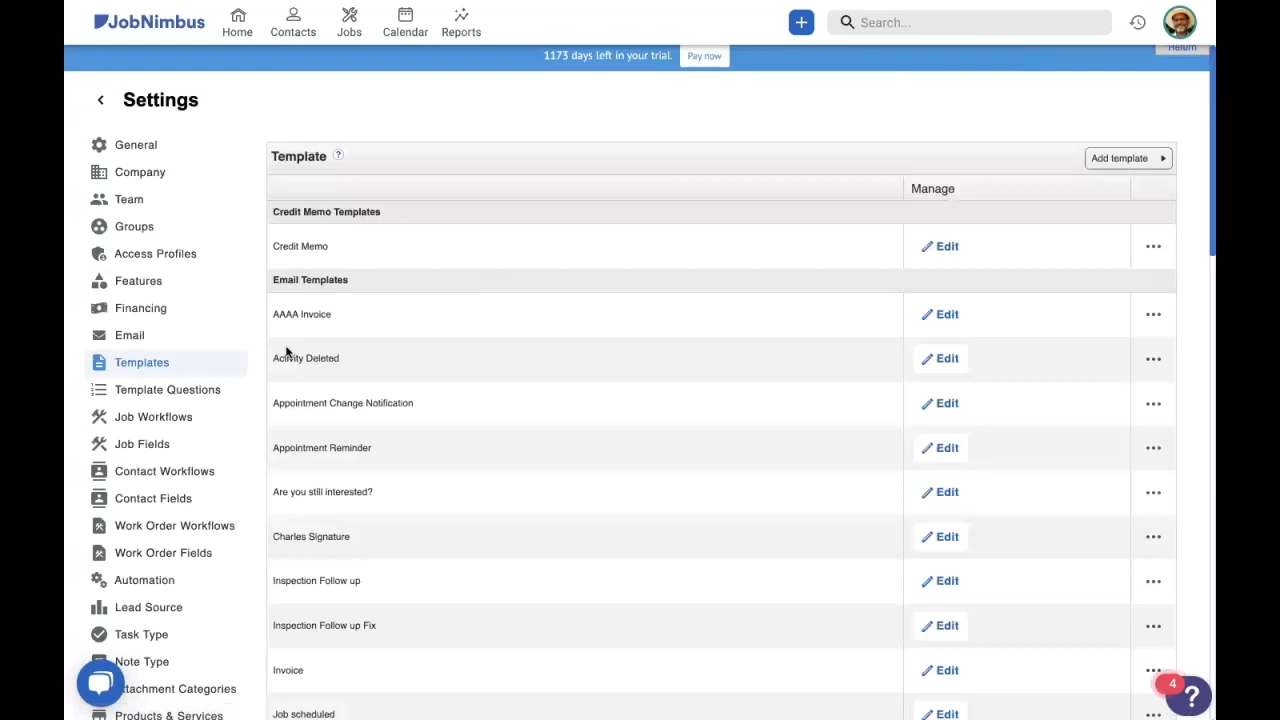 JobNimbus
Home
Contacts
Jobs
Calendar
Reports
+
Search...
1173 days left in your trial.
Pay now
Return
Settings
General
Company
Team
Groups
Access Profiles
Features
Financing
Email
Templates
Template Questions
Job Workflows
Job Fields
Contact Workflows
Contact Fields
Work Order Workflows
Work Order Fields
Automation
Lead Source
Task Type
Note Type
ttachment Categories
Products & Services
Template ?
Add template
Manage
Credit Memo Templates
Credit Memo Edit
Email Templates
AAAA Invoice Edit
Activity Deleted Edit
Appointment Change Notification Edit
Appointment Reminder Edit
Are you still interested? Edit
Charles Signature Edit
Inspection Follow up Edit
Inspection Follow up Fix Edit
Invoice Edit
Job scheduled Edit
4
?